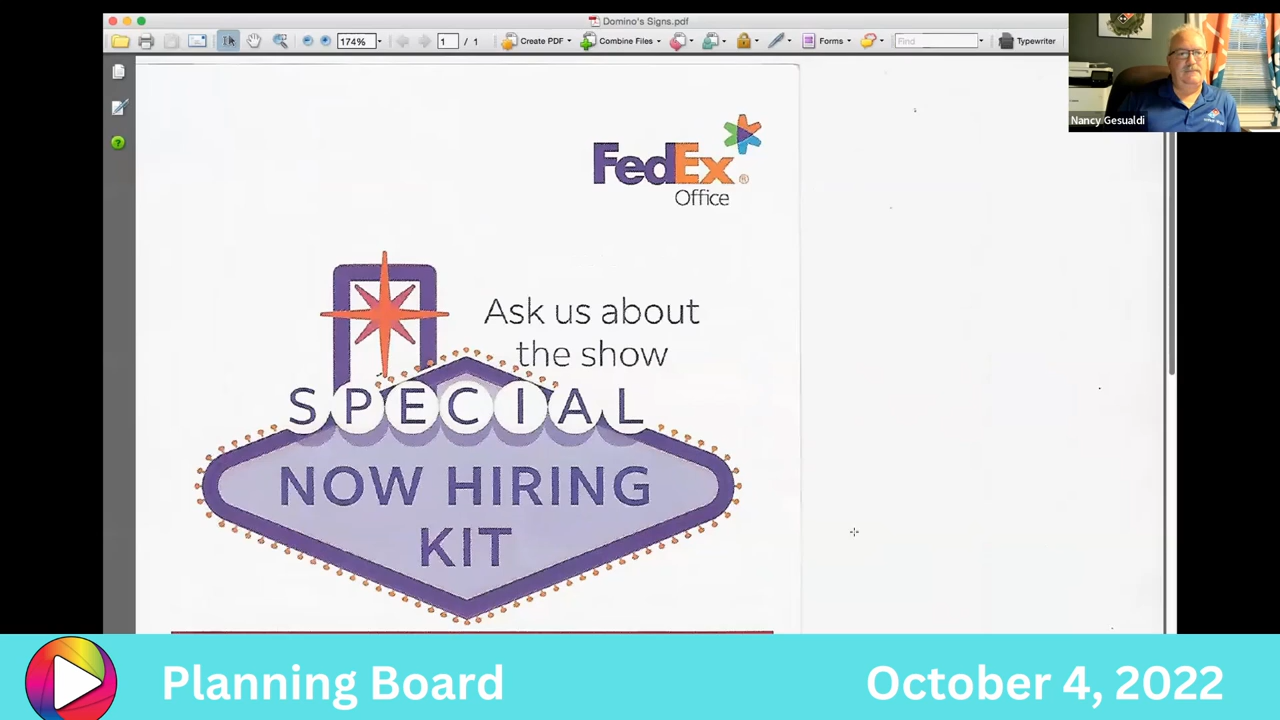 Domino's Signs.pdf
174%
1 / 1
Create PDF
Combine Files
Forms
Find
Typewriter
Nancy Gesualdi
FedEx ®
Office
Ask us about
the show
SPECIAL
NOW HIRING
KIT
Planning Board
October 4, 2022